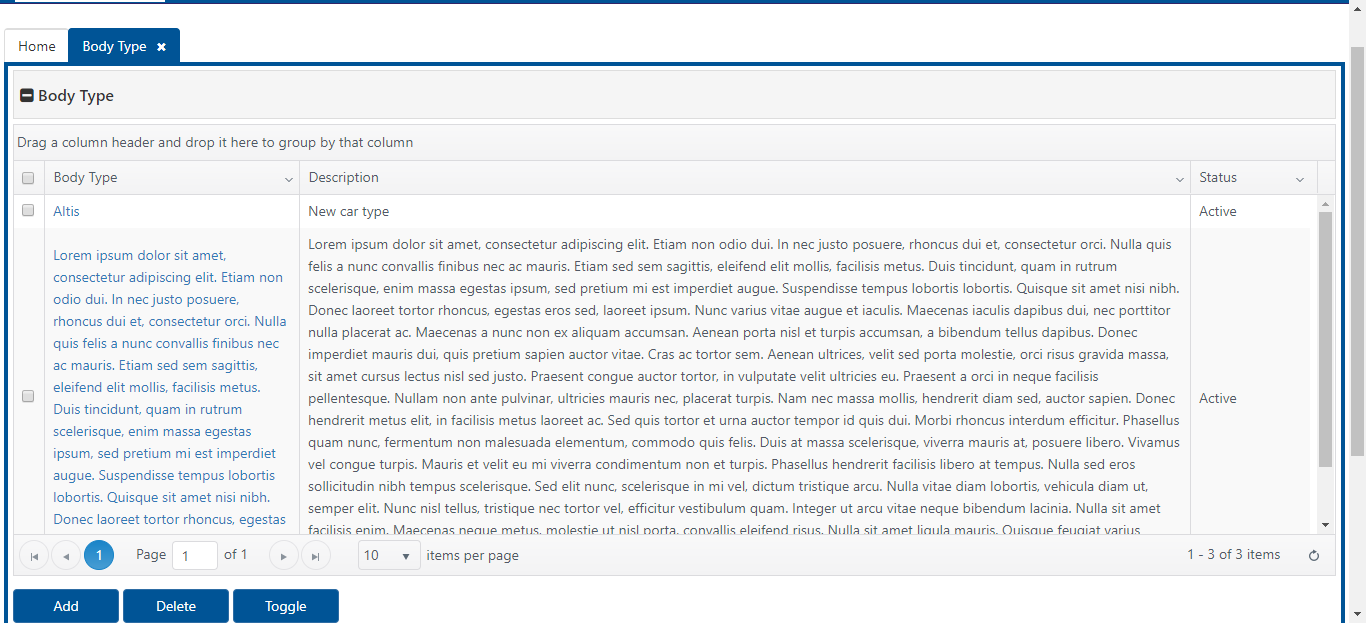 Home
Body Type
Body Type
Drag a column header and drop it here to group by that column
Body Type
Description
Status
Altis
New car type
Active
Lorem ipsum dolor sit amet,
consectetur adipiscing elit. Etiam non
odio dui. In nec justo posuere,
rhoncus dui et, consectetur orci. Nulla
quis felis a nunc convallis finibus nec
ac mauris. Etiam sed sem sagittis,
eleifend elit mollis, facilisis metus.
Duis tincidunt, quam in rutrum
scelerisque, enim massa egestas
ipsum, sed pretium mi est imperdiet
augue. Suspendisse tempus lobortis
lobortis. Quisque sit amet nisi nibh.
Donec laoreet tortor rhoncus, egestas
Lorem ipsum dolor sit amet, consectetur adipiscing elit. Etiam non odio dui. In nec justo posuere, rhoncus dui et, consectetur orci. Nulla quis
felis a nunc convallis finibus nec ac mauris. Etiam sed sem sagittis, eleifend elit mollis, facilisis metus. Duis tincidunt, quam in rutrum
scelerisque, enim massa egestas ipsum, sed pretium mi est imperdiet augue. Suspendisse tempus lobortis lobortis. Quisque sit amet nisi nibh.
Donec laoreet tortor rhoncus, egestas eros sed, laoreet ipsum. Nunc varius vitae augue et iaculis. Maecenas iaculis dapibus dui, nec porttitor
nulla placerat ac. Maecenas a nunc non ex aliquam accumsan. Aenean porta nisl et turpis accumsan, a bibendum tellus dapibus. Donec
imperdiet mauris dui, quis pretium sapien auctor vitae. Cras ac tortor sem. Aenean ultrices, velit sed porta molestie, orci risus gravida massa,
sit amet cursus lectus nisl sed justo. Praesent congue auctor tortor, in vulputate velit ultricies eu. Praesent a orci in neque facilisis
pellentesque. Nullam non ante pulvinar, ultricies mauris nec, placerat turpis. Nam nec massa mollis, hendrerit diam sed, auctor sapien. Donec
hendrerit metus elit, in facilisis metus laoreet ac. Sed quis tortor et urna auctor tempor id quis dui. Morbi rhoncus interdum efficitur. Phasellus
quam nunc, fermentum non malesuada elementum, commodo quis felis. Duis at massa scelerisque, viverra mauris at, posuere libero. Vivamus
vel congue turpis. Mauris et velit eu mi viverra condimentum non et turpis. Phasellus hendrerit facilisis libero at tempus. Nulla sed eros
sollicitudin nibh tempus scelerisque. Sed elit nunc, scelerisque in mi vel, dictum tristique arcu. Nulla vitae diam lobortis, vehicula diam ut,
semper elit. Nunc nisl tellus, tristique nec tortor vel, efficitur vestibulum quam. Integer ut arcu vitae neque bibendum lacinia. Nulla sit amet
facilisis enim. Maecenas neque metus, molestie ut nisl porta, convallis eleifend risus. Nulla sit amet ligula mauris. Quisque feugiat varius
Active
1
Page
1
of 1
10
items per page
1 - 3 of 3 items
Add
Delete
Toggle